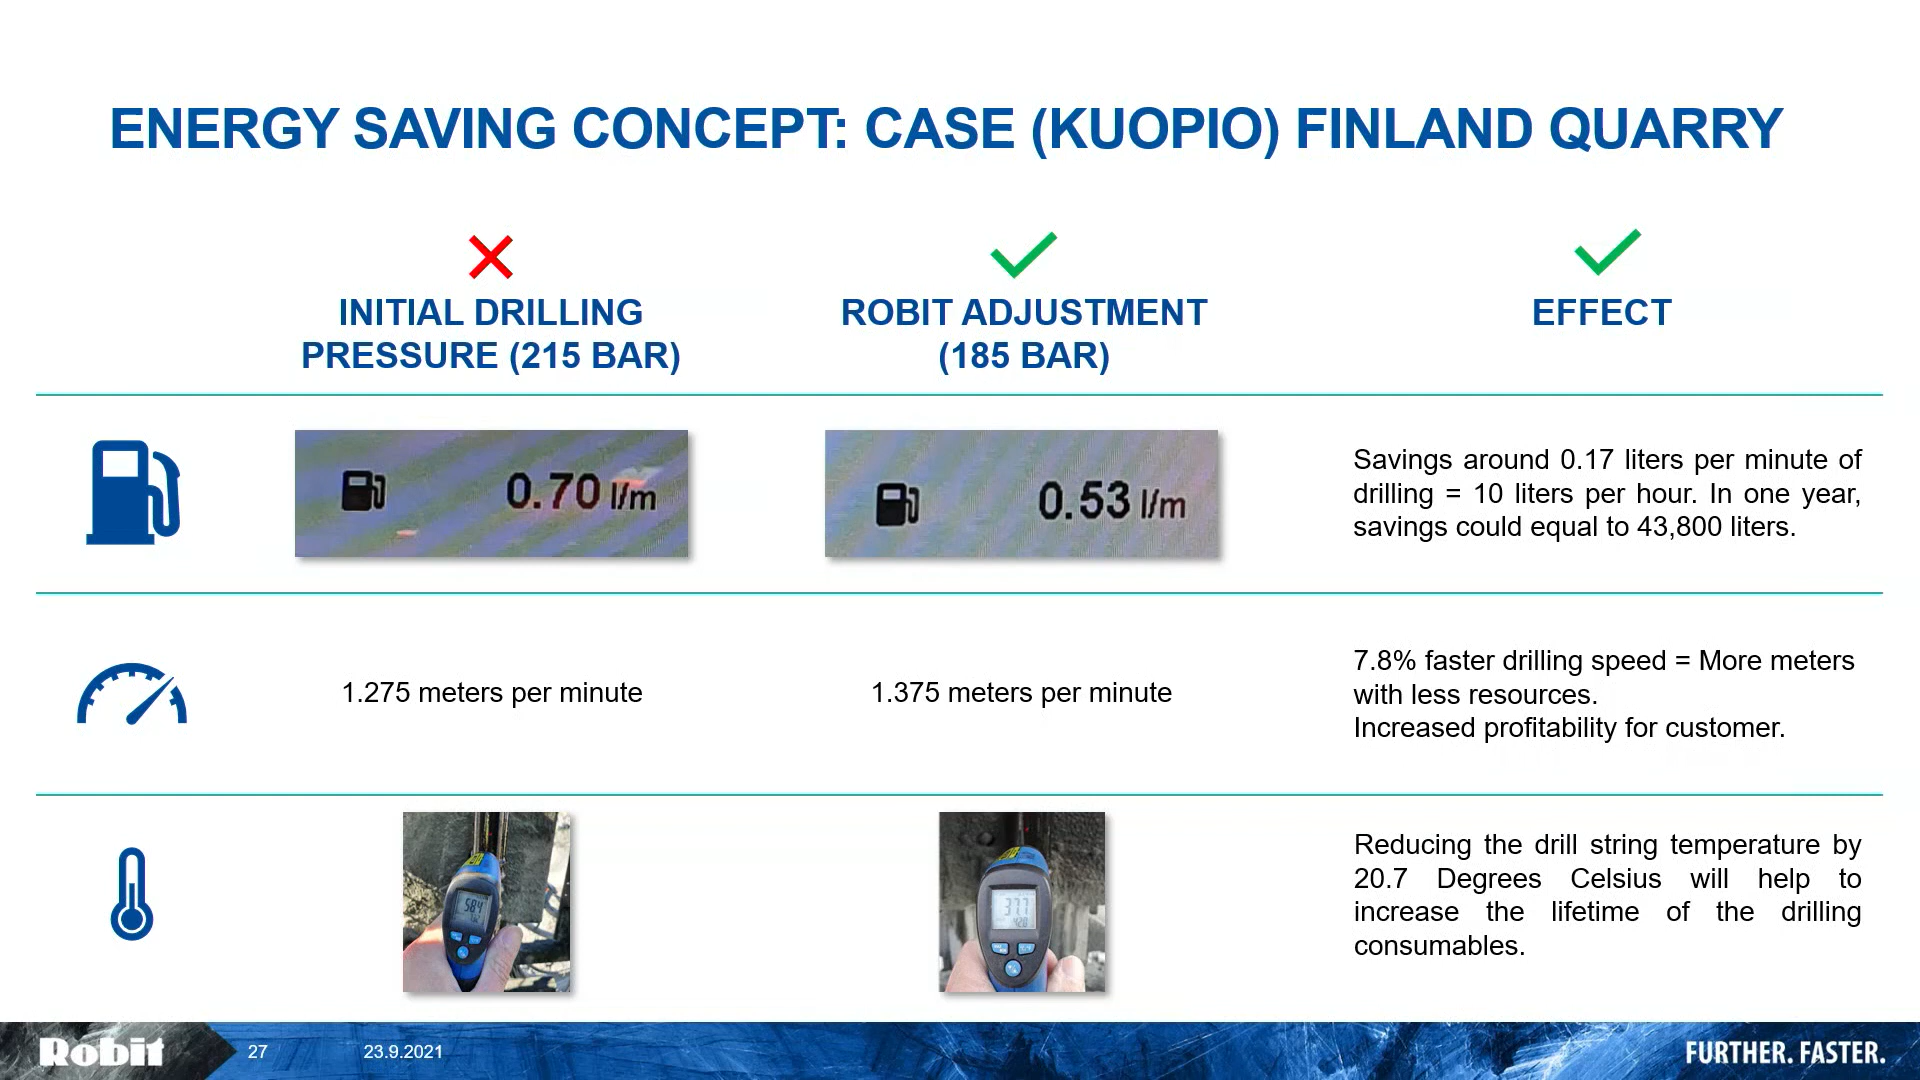 ENERGY SAVING CONCEPT: CASE (KUOPIO) FINLAND QUARRY
INITIAL DRILLING
PRESSURE (215 BAR)
ROBIT ADJUSTMENT
(185 BAR)
EFFECT
0.70 l/m
0.53 l/m
Savings around 0.17 liters per minute of
drilling = 10 liters per hour. In one year,
savings could equal to 43,800 liters.
1.275 meters per minute
1.375 meters per minute
7.8% faster drilling speed = More meters
with less resources.
Increased profitability for customer.
58.4
37.7
Reducing the drill string temperature by
20.7 Degrees Celsius will help to
increase the lifetime of the drilling
consumables.
Robit
27
23.9.2021
FURTHER. FASTER.